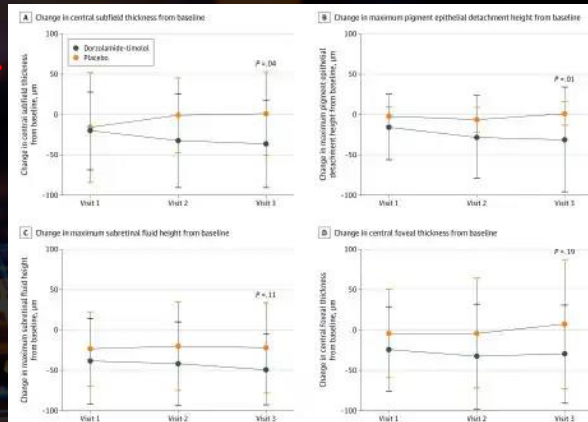 A Change in central subfield thickness from baseline
100
50
0
-50
-100
Change in central subfield thickness
from baseline, µm
Dorzolamide-timolol
Placebo
P = .04
Visit 1
Visit 2
Visit 3
B Change in maximum pigment epithelial detachment height from baseline
100
50
0
-50
-100
Change in maximum pigment epithelial
detachment height from baseline, µm
P = .01
Visit 1
Visit 2
Visit 3
C Change in maximum subretinal fluid height from baseline
100
50
0
-50
-100
Change in maximum subretinal fluid height
from baseline, µm
P = .11
Visit 1
Visit 2
Visit 3
D Change in central foveal thickness from baseline
100
50
0
-50
-100
Change in central foveal thickness
from baseline, µm
P = .19
Visit 1
Visit 2
Visit 3